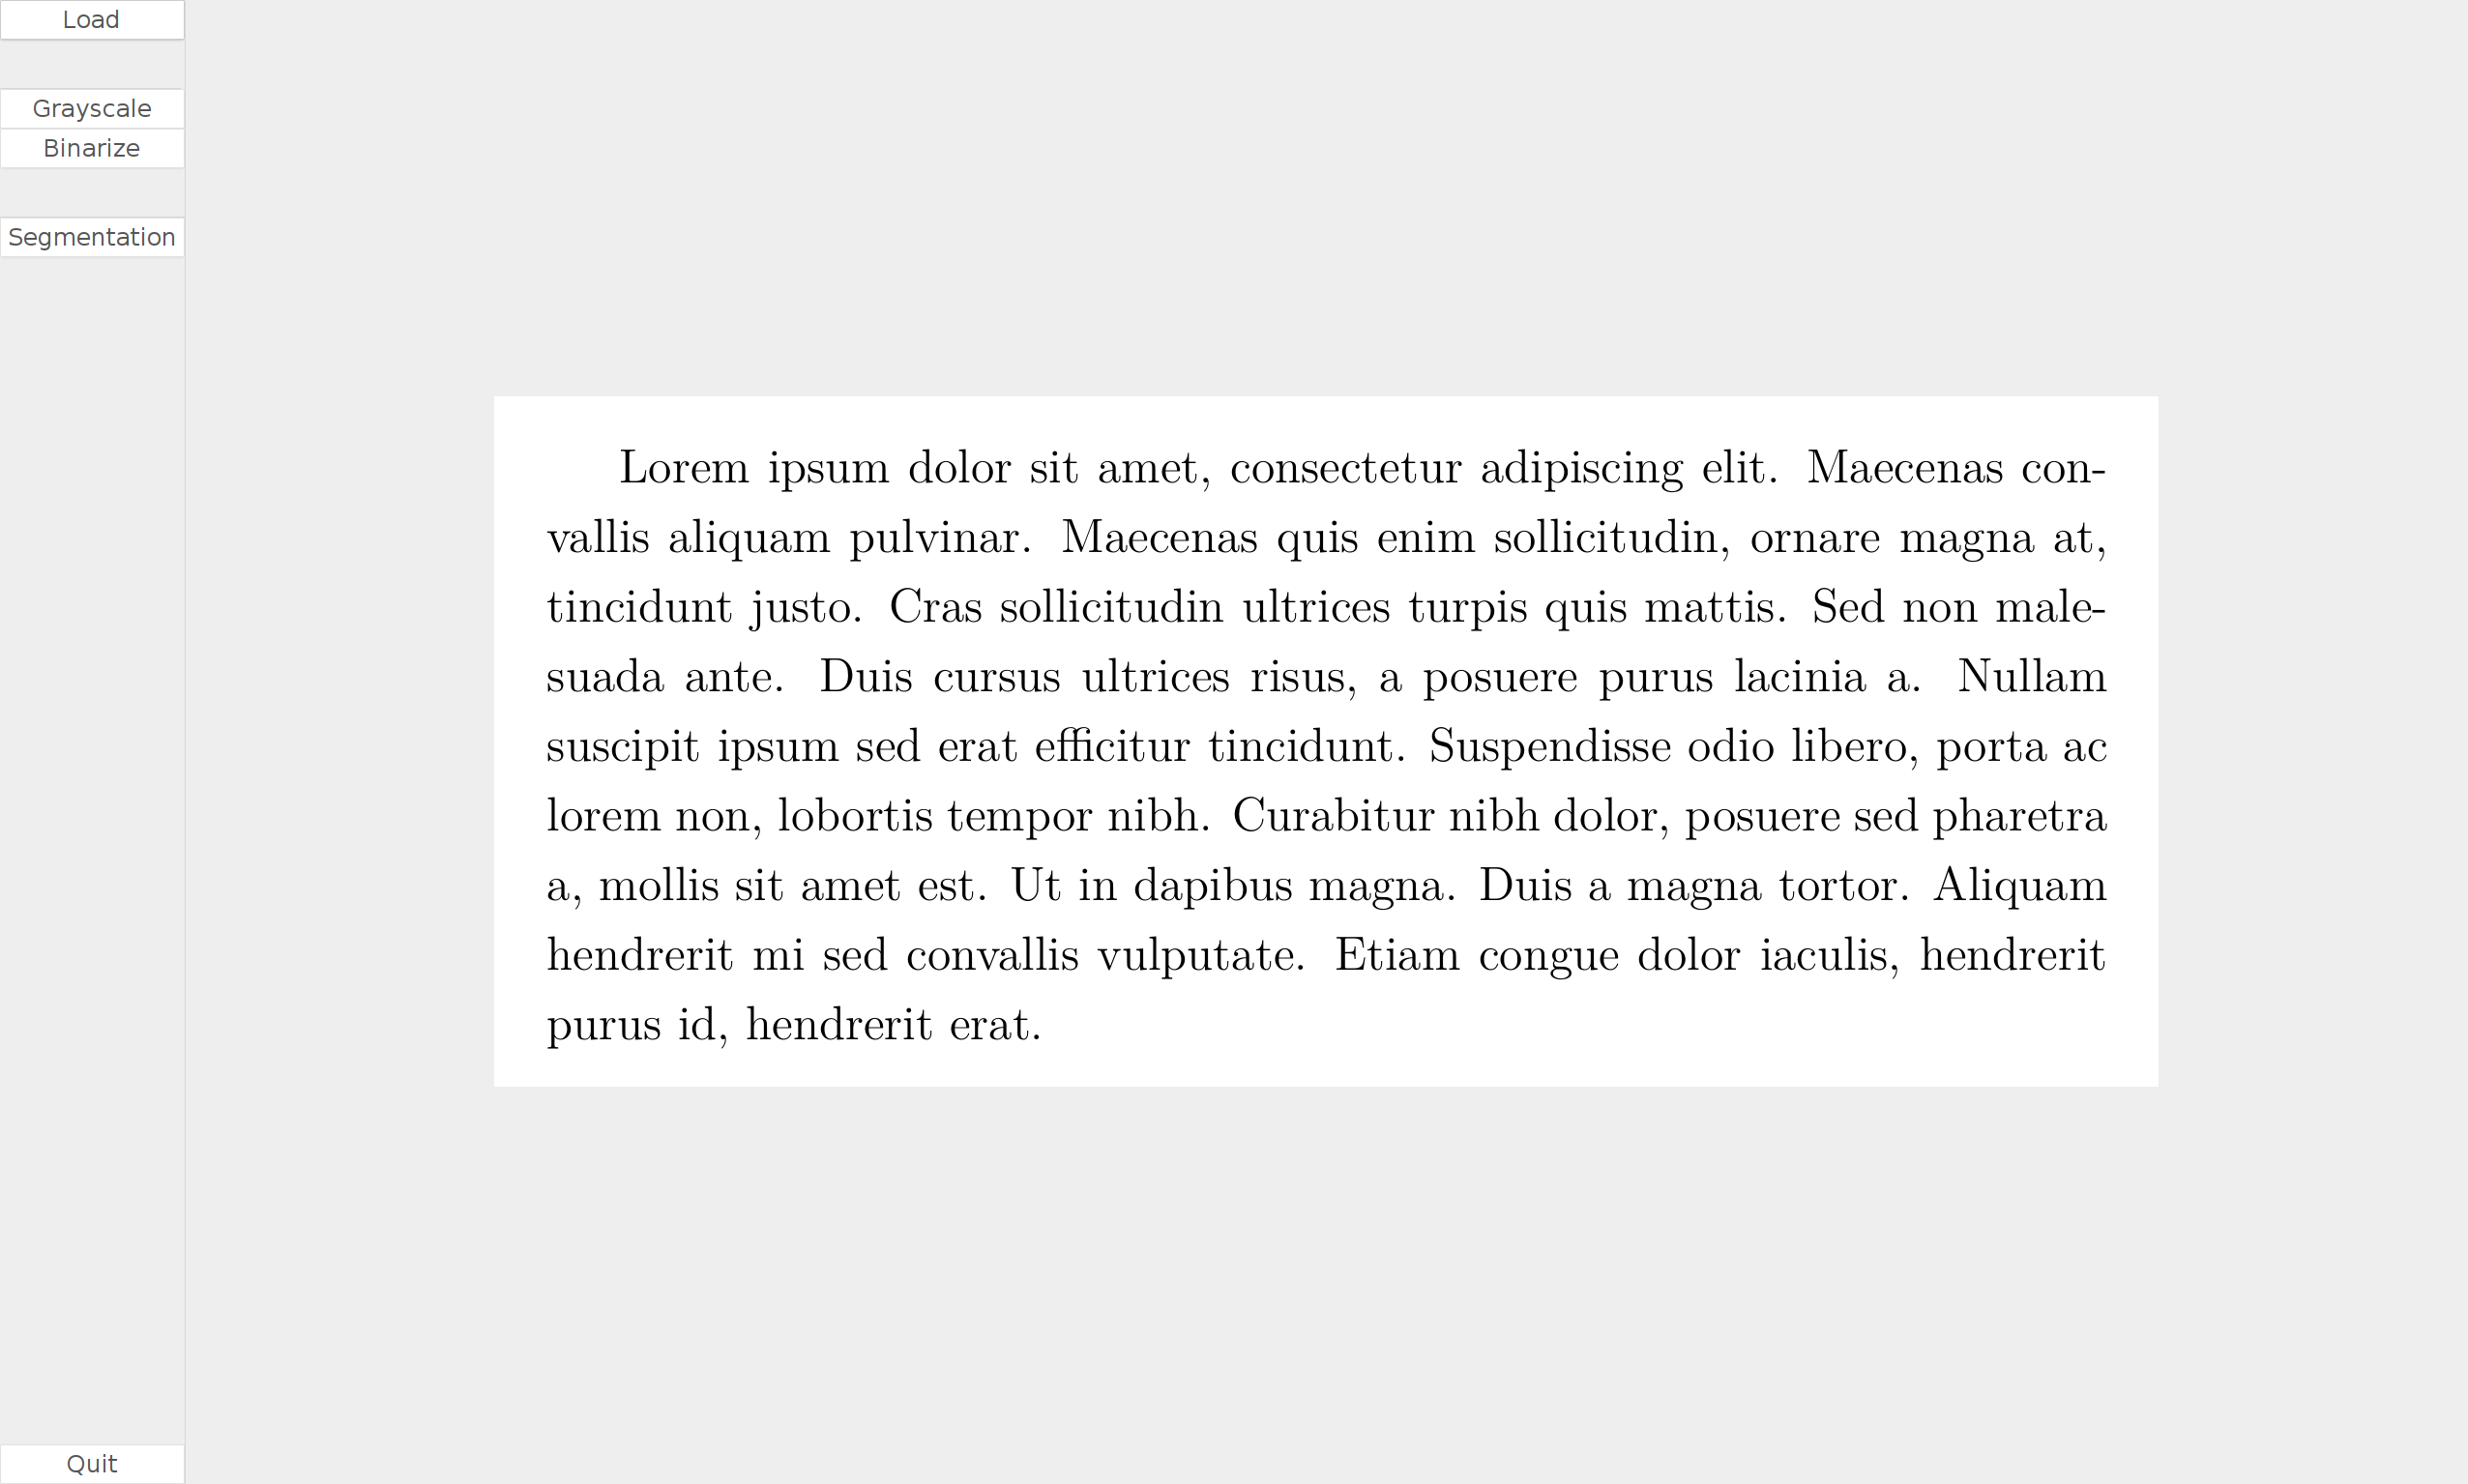 Load
Grayscale
Binarize
Segmentation
Quit
Lorem ipsum dolor sit amet, consectetur adipiscing elit. Maecenas con-
vallis aliquam pulvinar. Maecenas quis enim sollicitudin, ornare magna at,
tincidunt justo. Cras sollicitudin ultrices turpis quis mattis. Sed non male-
suada ante. Duis cursus ultrices risus, a posuere purus lacinia a. Nullam
suscipit ipsum sed erat efficitur tincidunt. Suspendisse odio libero, porta ac
lorem non, lobortis tempor nibh. Curabitur nibh dolor, posuere sed pharetra
a, mollis sit amet est. Ut in dapibus magna. Duis a magna tortor. Aliquam
hendrerit mi sed convallis vulputate. Etiam congue dolor iaculis, hendrerit
purus id, hendrerit erat.